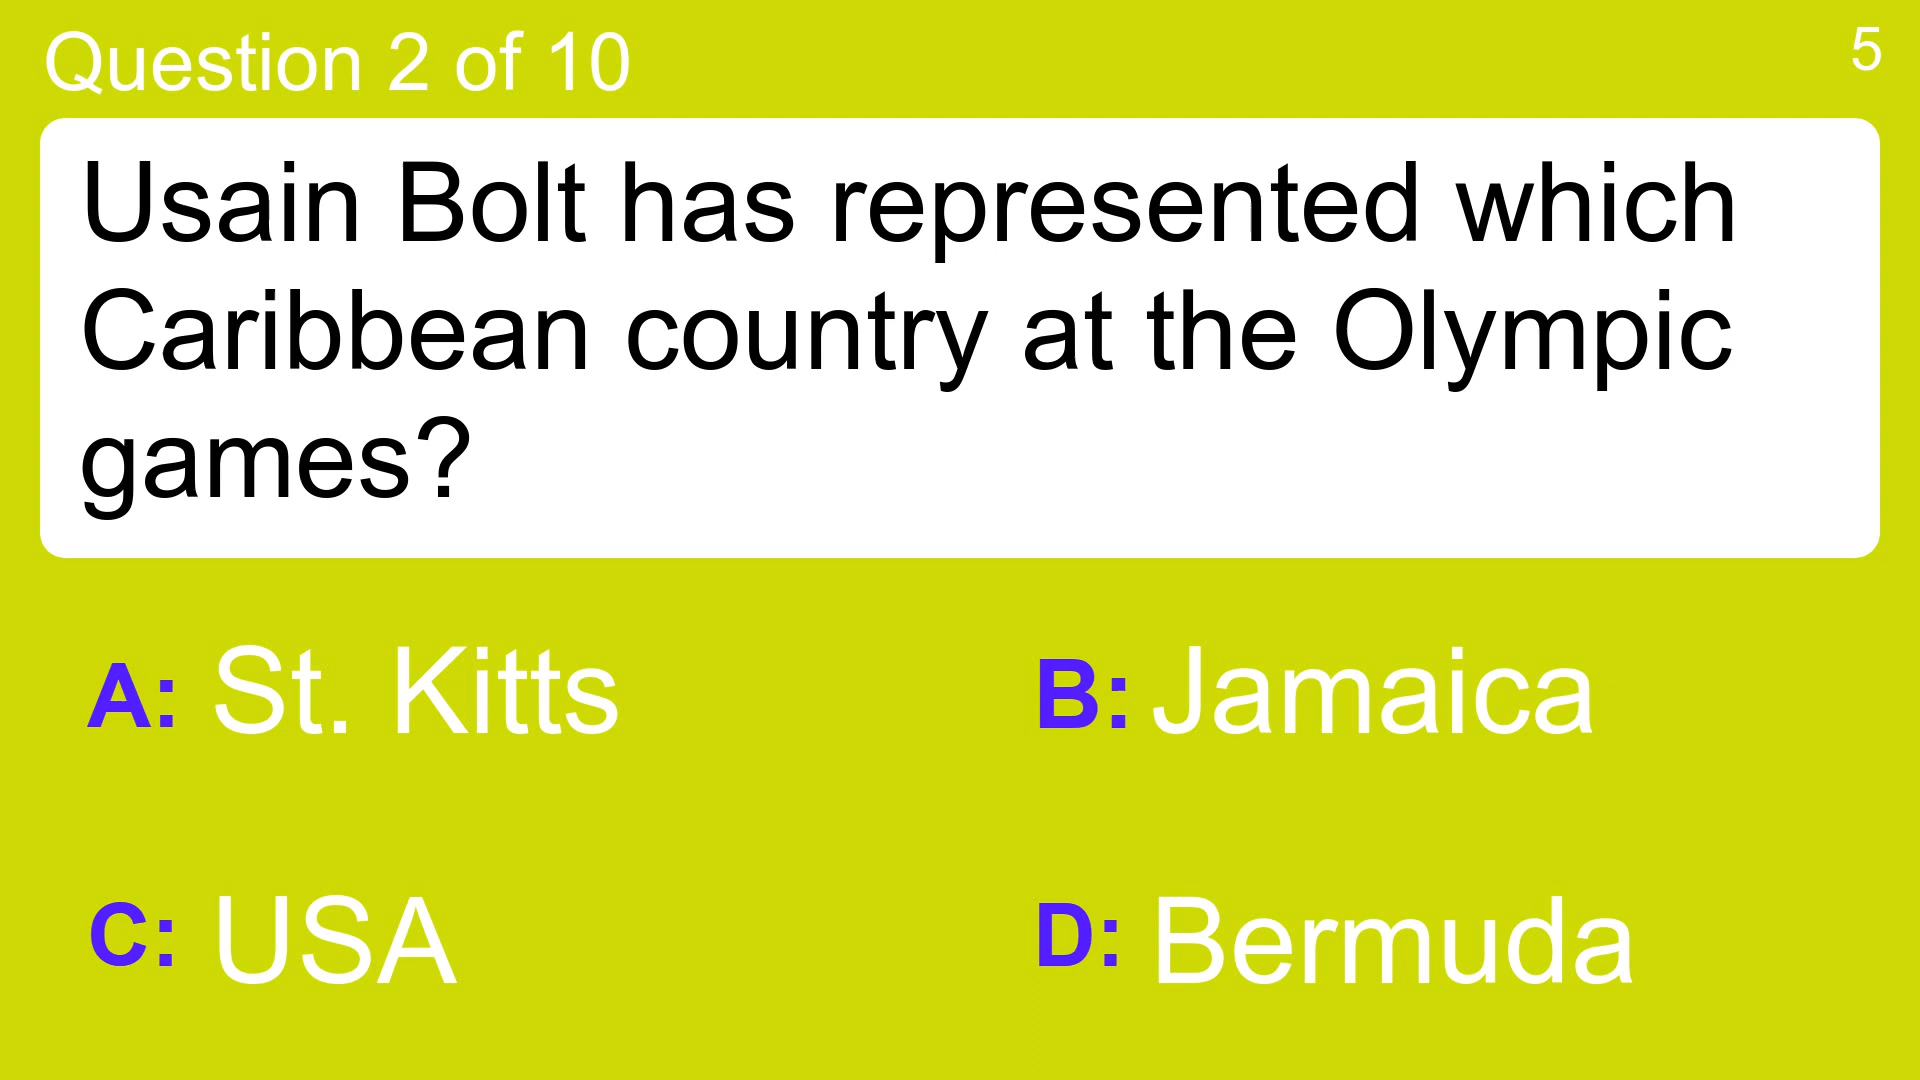 Question 2 of 10
5
Usain Bolt has represented which
Caribbean country at the Olympic
games?
A: St. Kitts
B: Jamaica
C: USA
D: Bermuda